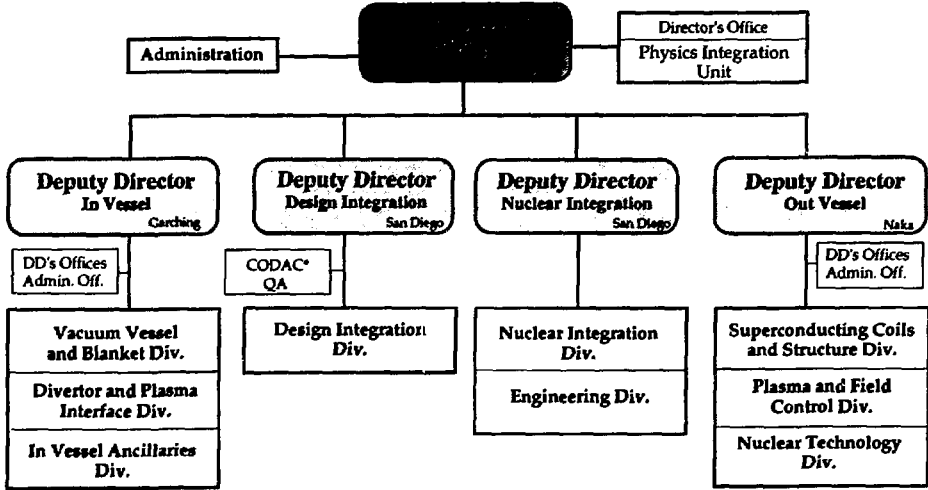 Administration
Director's Office
Physics Integration
Unit
Deputy Director
In Vessel
Garching
Deputy Director
Design Integration
San Diego
Deputy Director
Nuclear Integration
San Diego
Deputy Director
Out Vessel
Naka
DD's Offices
Admin. Off.
CODAC*
QA
DD's Offices
Admin. Off.
Vacuum Vessel
and Blanket Div.
Divertor and Plasma
Interface Div.
In Vessel Ancillaries
Div.
Design Integration
Div.
Nuclear Integration
Div.
Engineering Div.
Superconducting Coils
and Structure Div.
Plasma and Field
Control Div.
Nuclear Technology
Div.